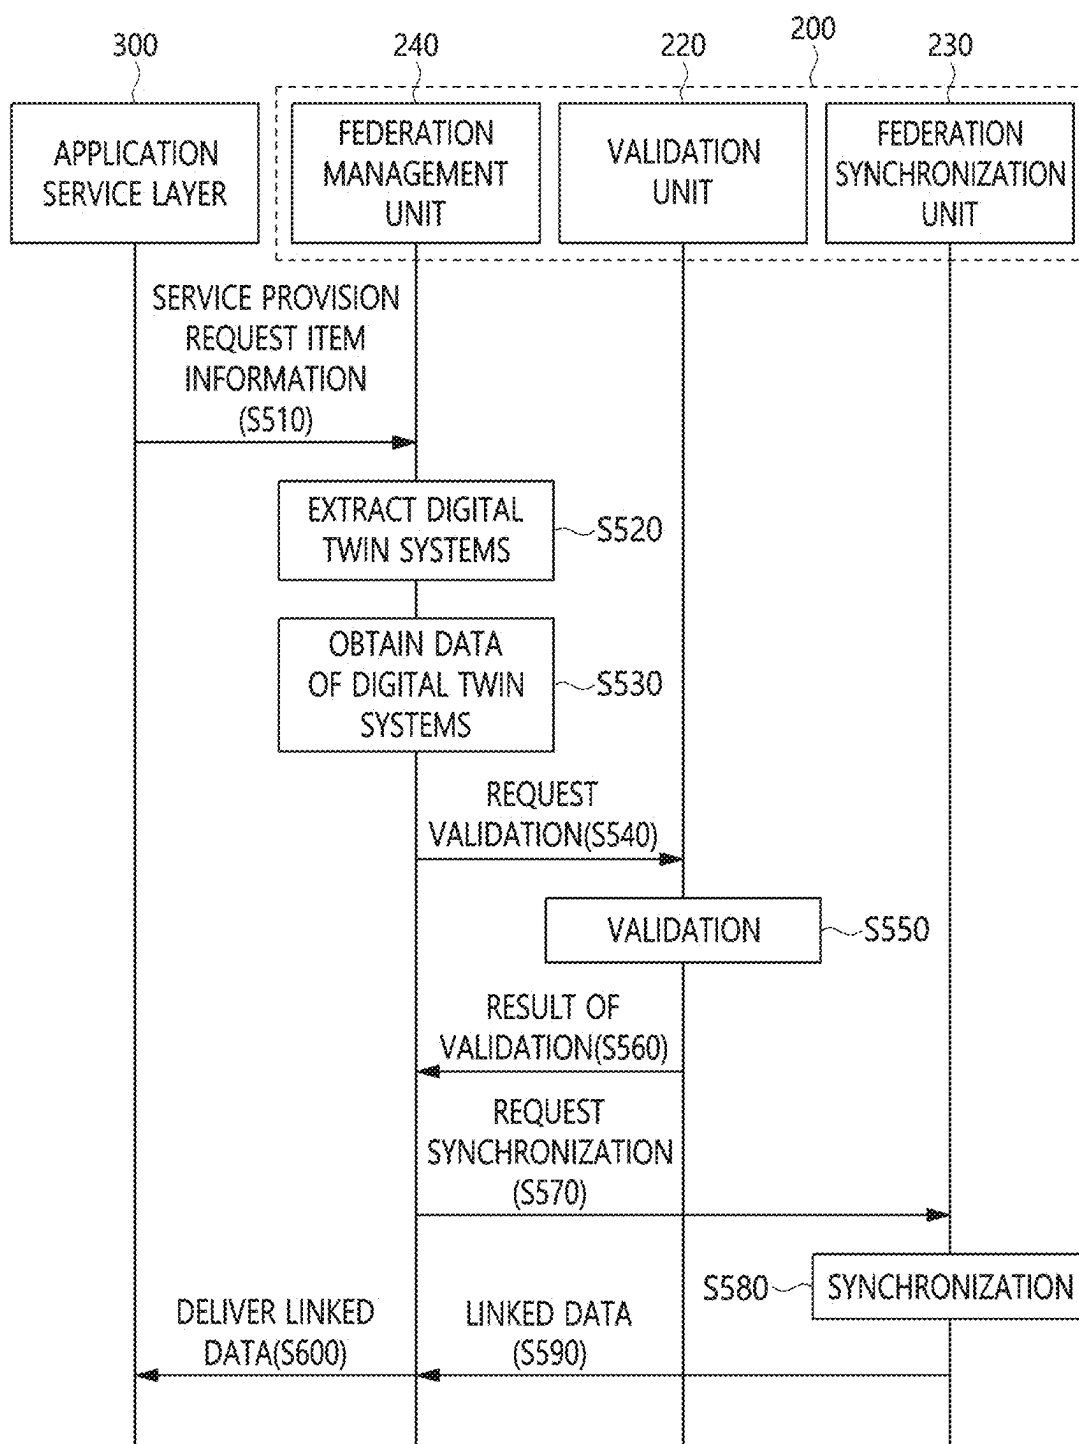 300
240
220
200
230
APPLICATION
SERVICE LAYER
FEDERATION
MANAGEMENT
UNIT
VALIDATION
UNIT
FEDERATION
SYNCHRONIZATION
UNIT
SERVICE PROVISION
REQUEST ITEM
INFORMATION
(S510)
EXTRACT DIGITAL
TWIN SYSTEMS
S520
OBTAIN DATA
OF DIGITAL TWIN
SYSTEMS
S530
REQUEST
VALIDATION(S540)
VALIDATION
S550
RESULT OF
VALIDATION(S560)
REQUEST
SYNCHRONIZATION
(S570)
S580
SYNCHRONIZATION
DELIVER LINKED
DATA(S600)
LINKED DATA
(S590)